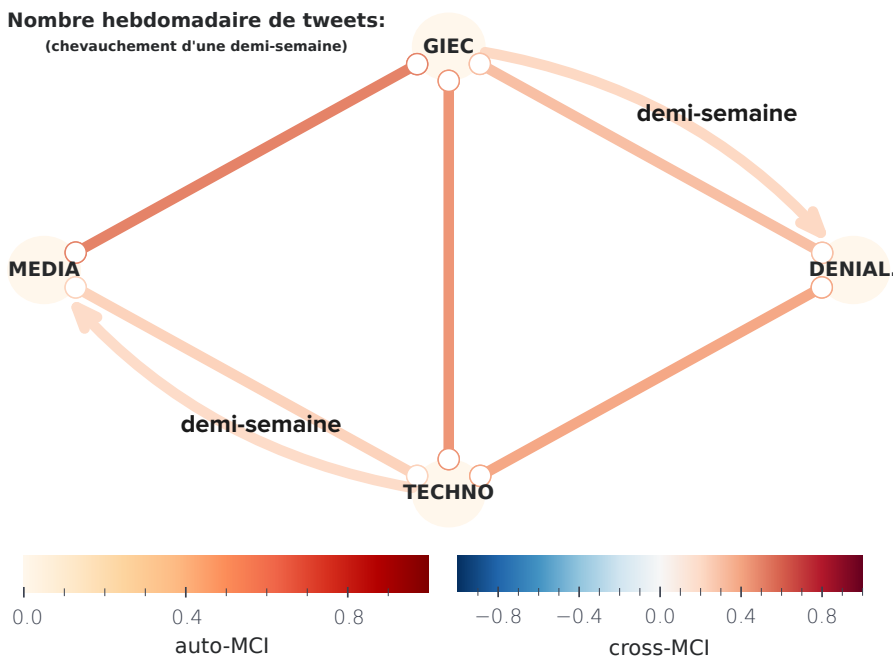 Nombre hebdomadaire de tweets:
(chevauchement d'une demi-semaine)
GIEC
demi-semaine
MEDIA
DENIAL.
demi-semaine
TECHNO
0.0 0.4 0.8
auto-MCI
−0.8 −0.4 0.0 0.4 0.8
cross-MCI